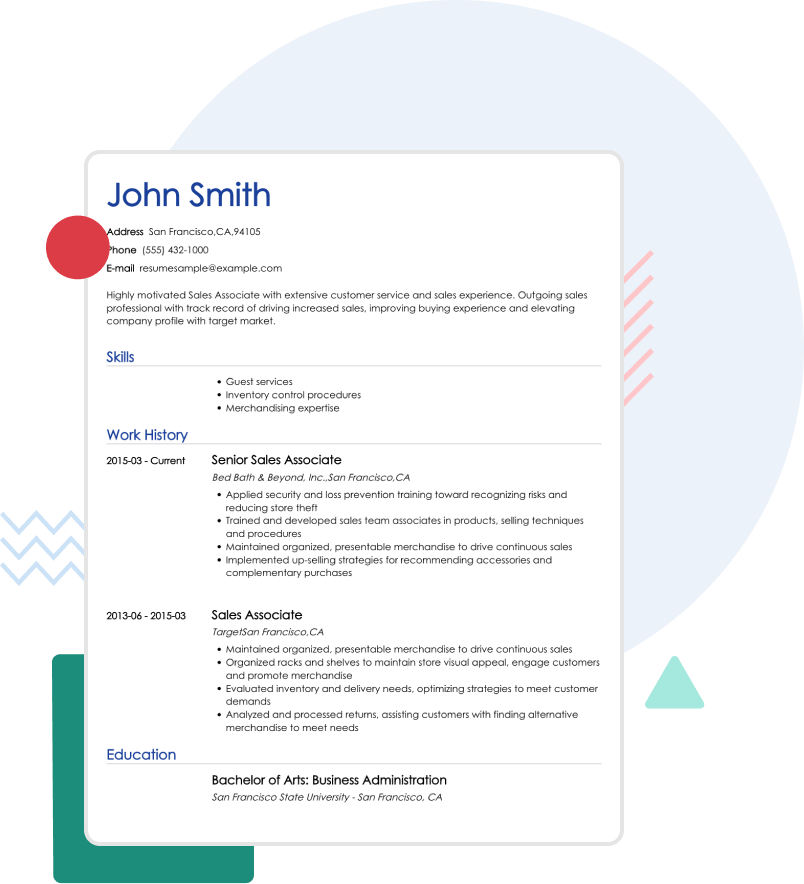 John Smith
Address San Francisco,CA,94105
Phone (555) 432-1000
E-mail resumesample@example.com
Highly motivated Sales Associate with extensive customer service and sales experience. Outgoing sales
professional with track record of driving increased sales, improving buying experience and elevating
company profile with target market.
Skills
• Guest services
• Inventory control procedures
• Merchandising expertise
Work History
2015-03 - Current Senior Sales Associate
Bed Bath & Beyond, Inc.,San Francisco,CA
• Applied security and loss prevention training toward recognizing risks and
reducing store theft
• Trained and developed sales team associates in products, selling techniques
and procedures
• Maintained organized, presentable merchandise to drive continuous sales
• Implemented up-selling strategies for recommending accessories and
complementary purchases
2013-06 - 2015-03 Sales Associate
TargetSan Francisco,CA
• Maintained organized, presentable merchandise to drive continuous sales
• Organized racks and shelves to maintain store visual appeal, engage customers
and promote merchandise
• Evaluated inventory and delivery needs, optimizing strategies to meet customer
demands
• Analyzed and processed returns, assisting customers with finding alternative
merchandise to meet needs
Education
Bachelor of Arts: Business Administration
San Francisco State University - San Francisco, CA